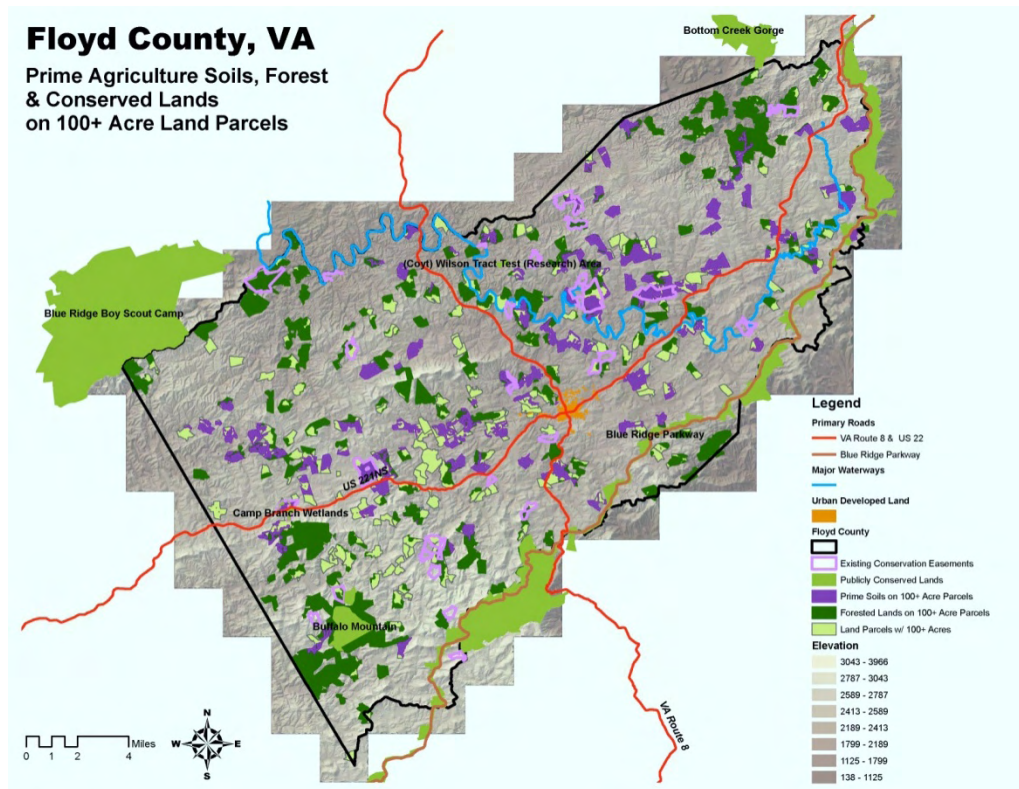 Floyd County, VA
Prime Agriculture Soils, Forest
& Conserved Lands
on 100+ Acre Land Parcels
Bottom Creek Gorge
(Coyt) Wilson Tract Test (Research) Area
Blue Ridge Boy Scout Camp
Blue Ridge Parkway
US 221NS
Camp Branch Wetlands
Buffalo Mountain
VA Route 8
Legend
Primary Roads
VA Route 8 & US 22
Blue Ridge Parkway
Major Waterways
Urban Developed Land
Floyd County
Existing Conservation Easements
Publicly Conserved Lands
Prime Soils on 100+ Acre Parcels
Forested Lands on 100+ Acre Parcels
Land Parcels w/ 100+ Acres
Elevation
3043 - 3966
2787 - 3043
2589 - 2787
2413 - 2589
2189 - 2413
1799 - 2189
1125 - 1799
138 - 1125
N
W E
S
Miles
0 1 2 4